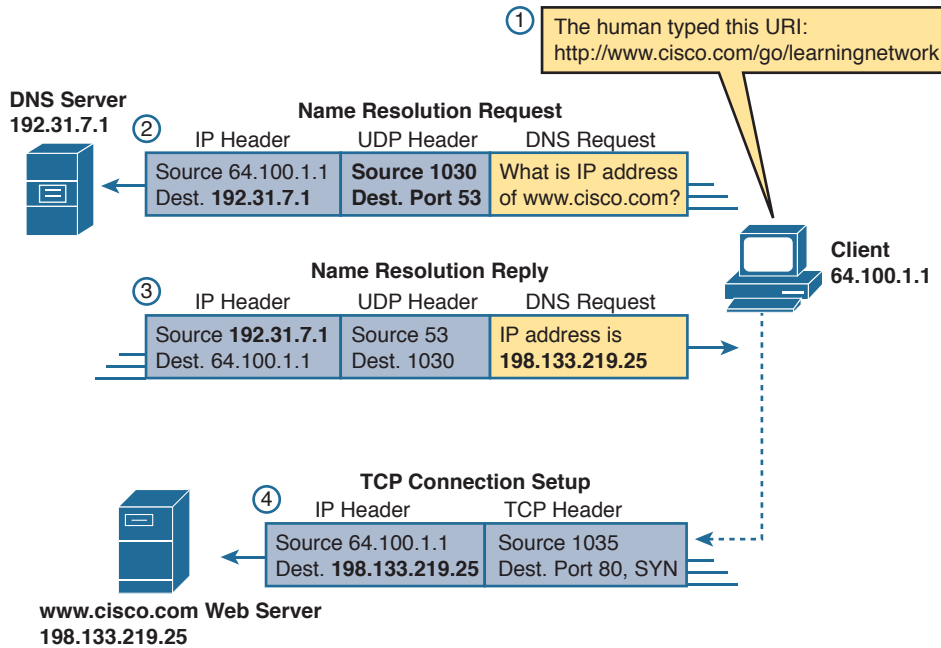 1
The human typed this URI:
http://www.cisco.com/go/learningnetwork
DNS Server
192.31.7.1
2
Name Resolution Request
IP Header
UDP Header
DNS Request
Source 64.100.1.1
Dest. 192.31.7.1
Source 1030
Dest. Port 53
What is IP address
of www.cisco.com?
Client
64.100.1.1
3
Name Resolution Reply
IP Header
UDP Header
DNS Request
Source 192.31.7.1
Dest. 64.100.1.1
Source 53
Dest. 1030
IP address is
198.133.219.25
4
TCP Connection Setup
IP Header
TCP Header
Source 64.100.1.1
Dest. 198.133.219.25
Source 1035
Dest. Port 80, SYN
www.cisco.com Web Server
198.133.219.25